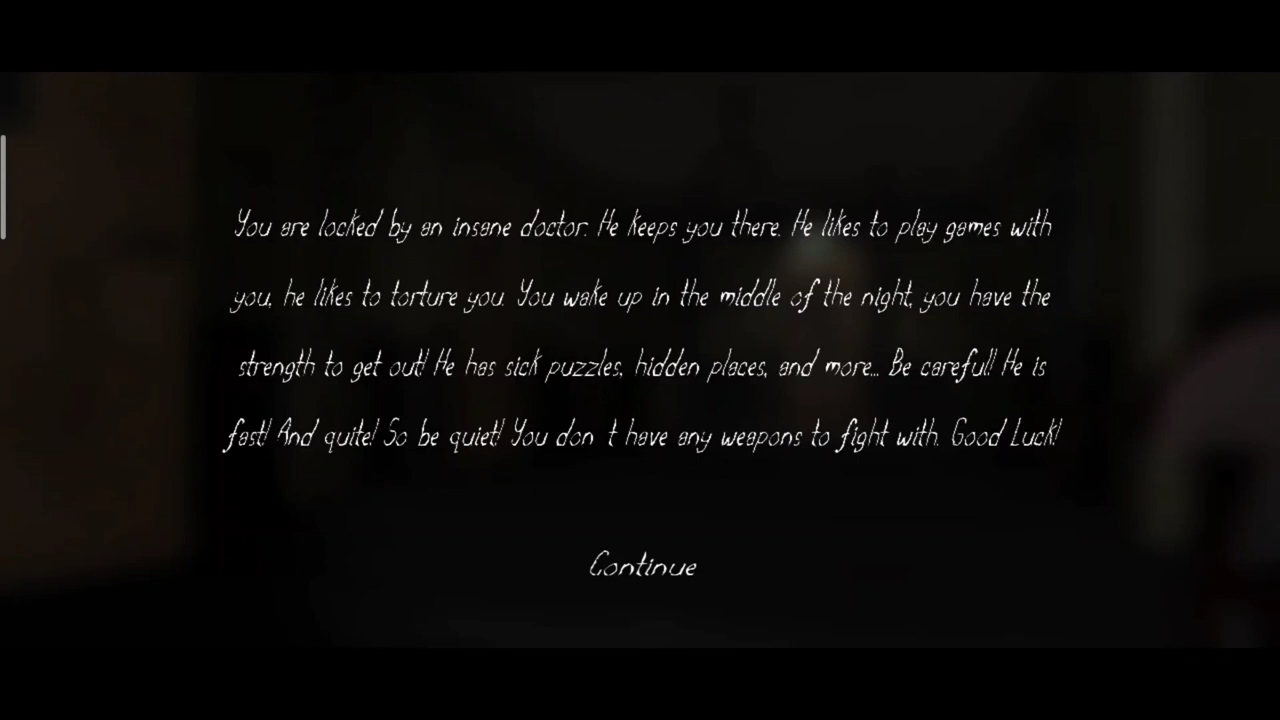 You are locked by an insane doctor. He keeps you there. He likes to play games with
you, he likes to torture you. You wake up in the middle of the night, you have the
strength to get out! He has sick puzzles, hidden places, and more... Be careful! He is
fast! And quite! So be quiet! You don t have any weapons to fight with. Good Luck!
Continue